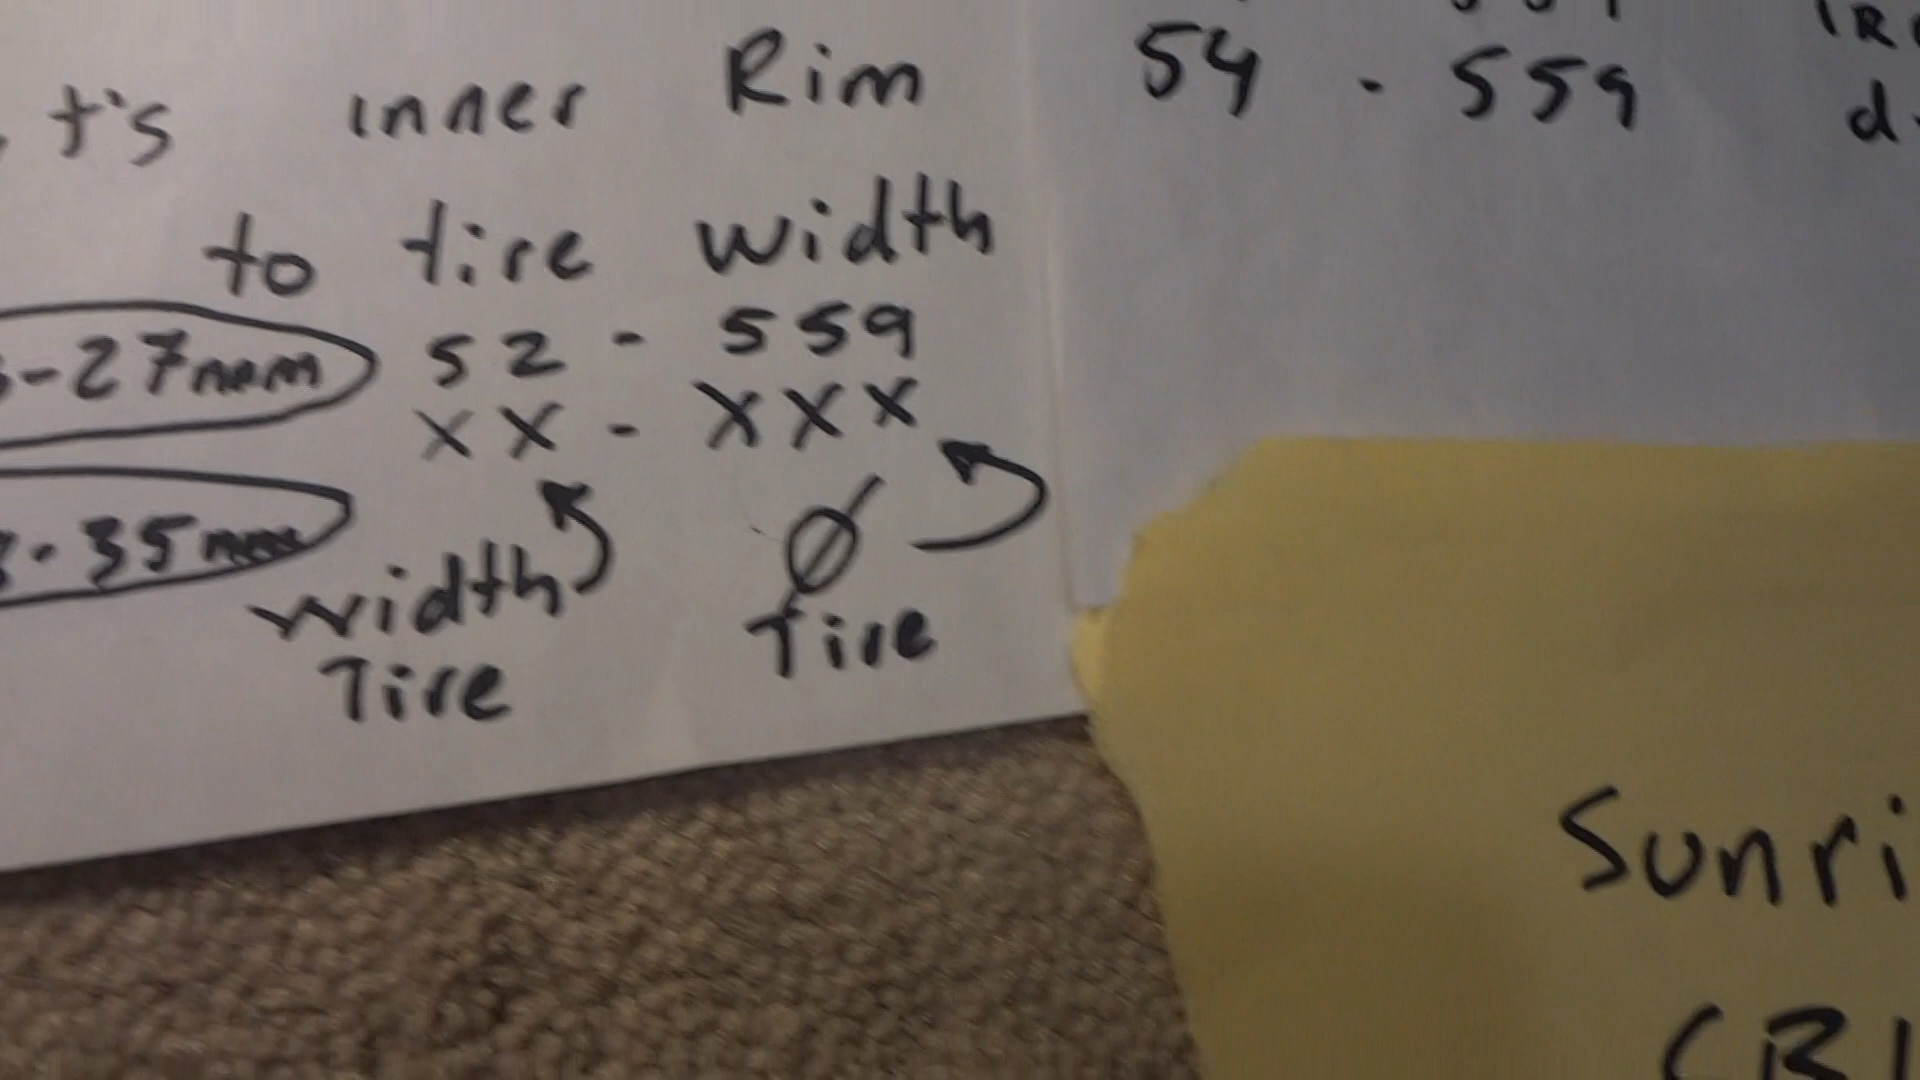 t's inner Rim
to tire width
-27mm 52 - 559
xx - xxx
35mm
width Ø
Tire Tire
54 - 559
d
Sunri